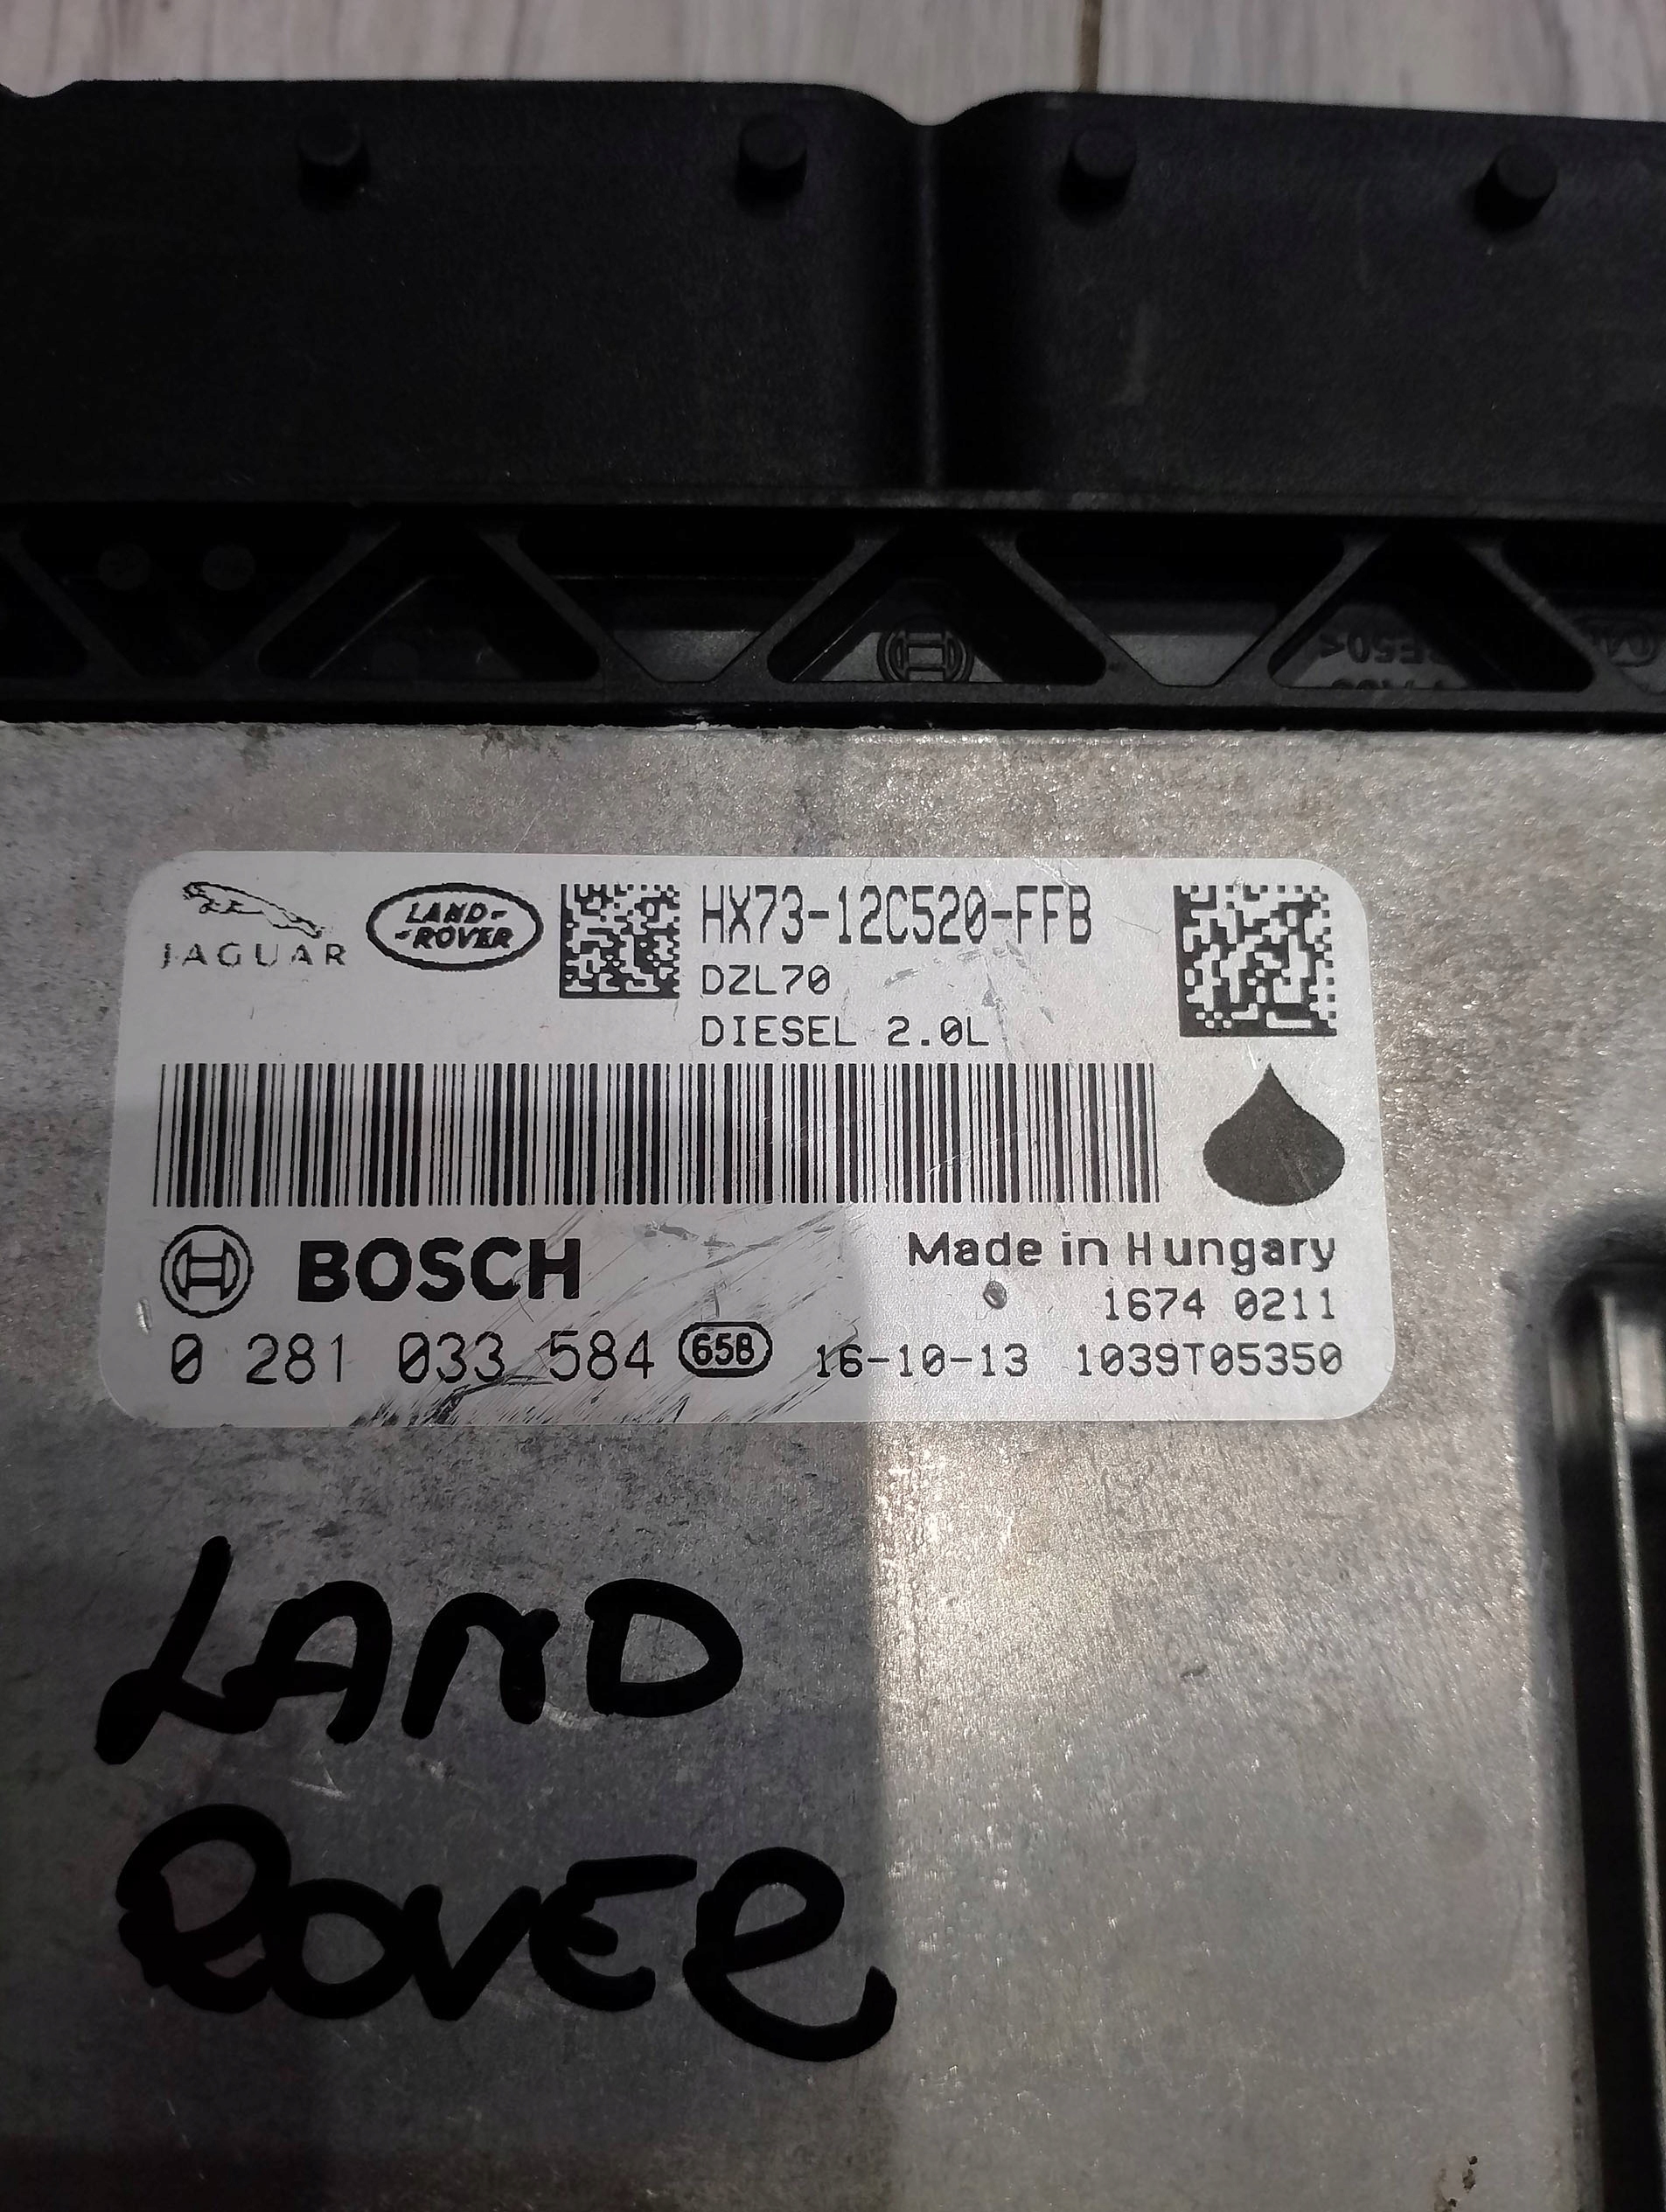 JAGUAR
LAND-
-ROVER
HX73-12C520-FFB
DZL70
DIESEL 2.0L
BOSCH
Made in Hungary
1674 0211
0 281 033 584 65B 16-10-13 1039T05350
LAND
ROVER